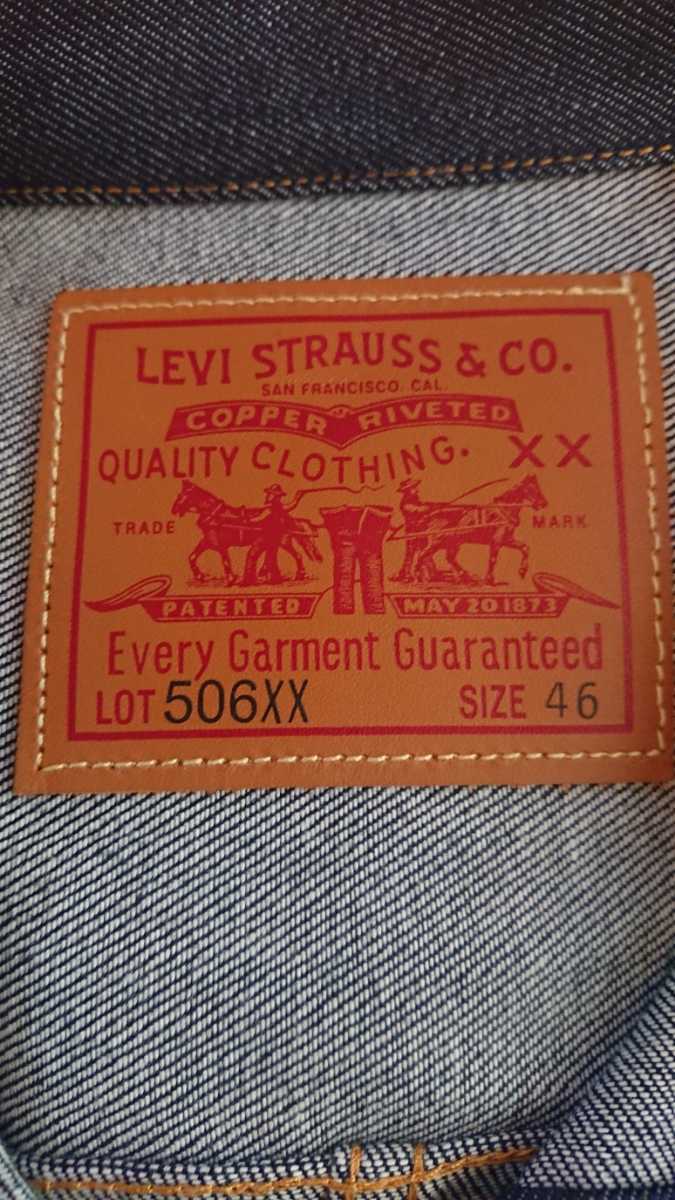 LEVI STRAUSS & CO.
SAN FRANCISCO. CAL.
COPPER RIVETED
QUALITY CLOTHING. XX
TRADE MARK
PATENTED MAY 20 1873
Every Garment Guaranteed
LOT 506XX SIZE 46